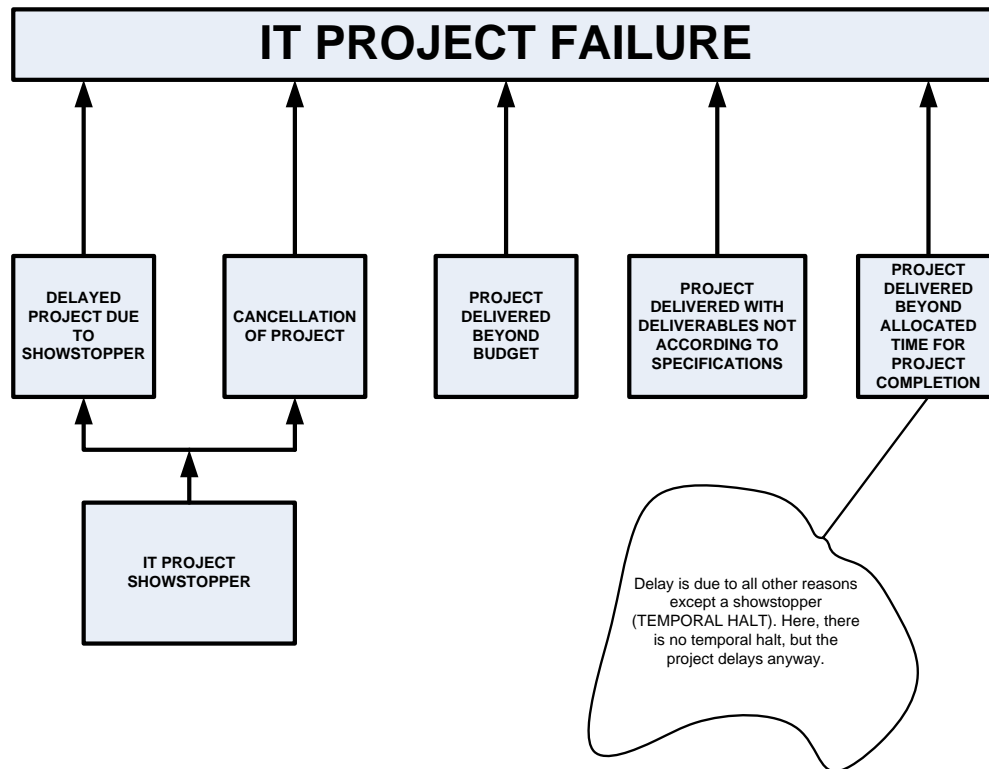 IT PROJECT FAILURE
DELAYED
PROJECT DUE
TO
SHOWSTOPPER
CANCELLATION
OF PROJECT
PROJECT
DELIVERED
BEYOND
BUDGET
PROJECT
DELIVERED WITH
DELIVERABLES NOT
ACCORDING TO
SPECIFICATIONS
PROJECT
DELIVERED
BEYOND
ALLOCATED
TIME FOR
PROJECT
COMPLETION
IT PROJECT
SHOWSTOPPER
Delay is due to all other reasons
except a showstopper
(TEMPORAL HALT). Here, there
is no temporal halt, but the
project delays anyway.